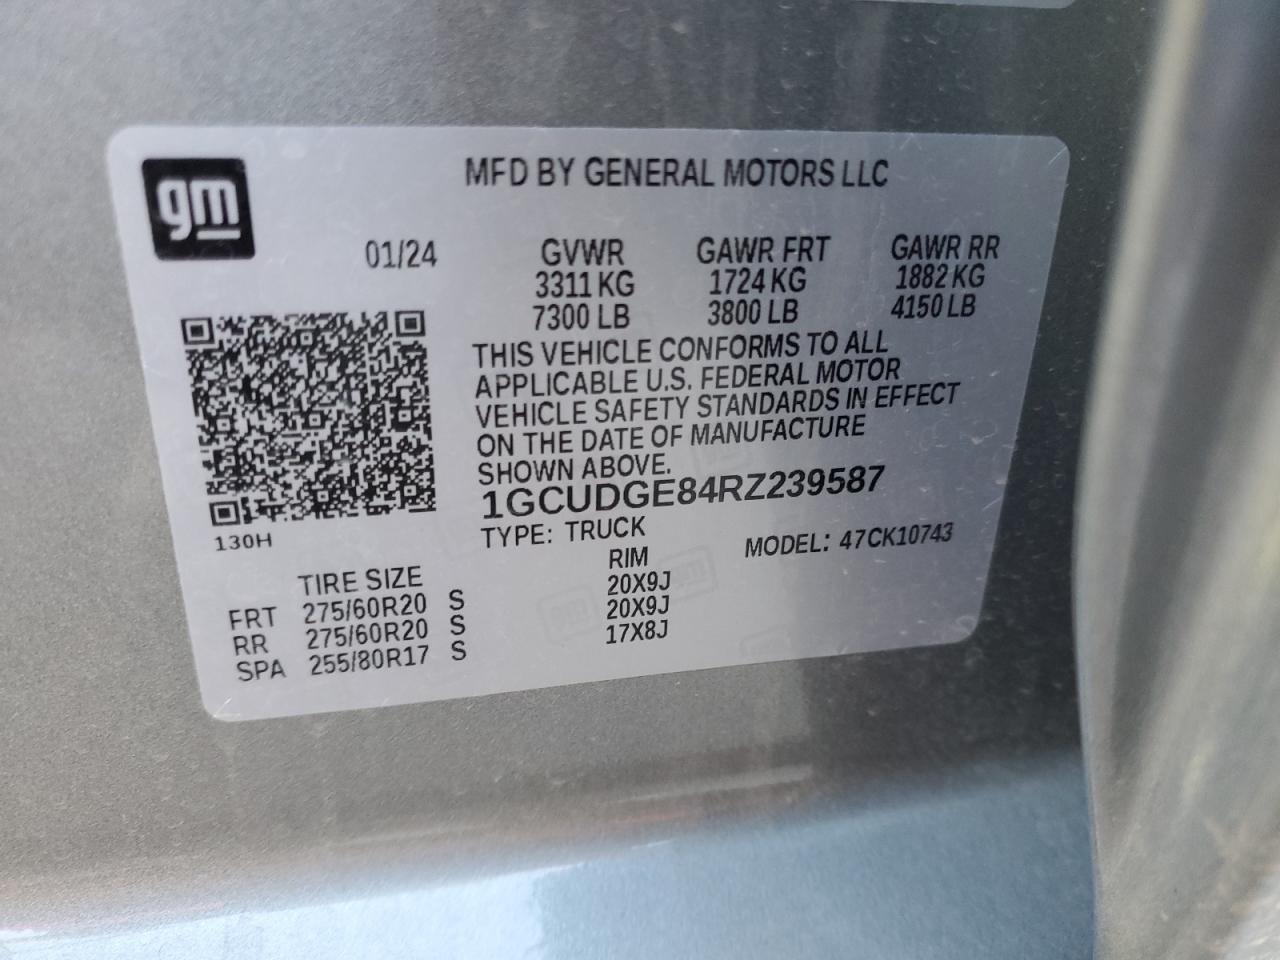 gm
MFD BY GENERAL MOTORS LLC
01/24 GVWR GAWR FRT GAWR RR
3311 KG 1724 KG 1882 KG
7300 LB 3800 LB 4150 LB
THIS VEHICLE CONFORMS TO ALL
APPLICABLE U.S. FEDERAL MOTOR
VEHICLE SAFETY STANDARDS IN EFFECT
ON THE DATE OF MANUFACTURE
SHOWN ABOVE.
1GCUDGE84RZ239587
130H
TYPE: TRUCK MODEL: 47CK10743
TIRE SIZE RIM
FRT 275/60R20 S 20X9J
RR 275/60R20 S 20X9J
SPA 255/80R17 S 17X8J